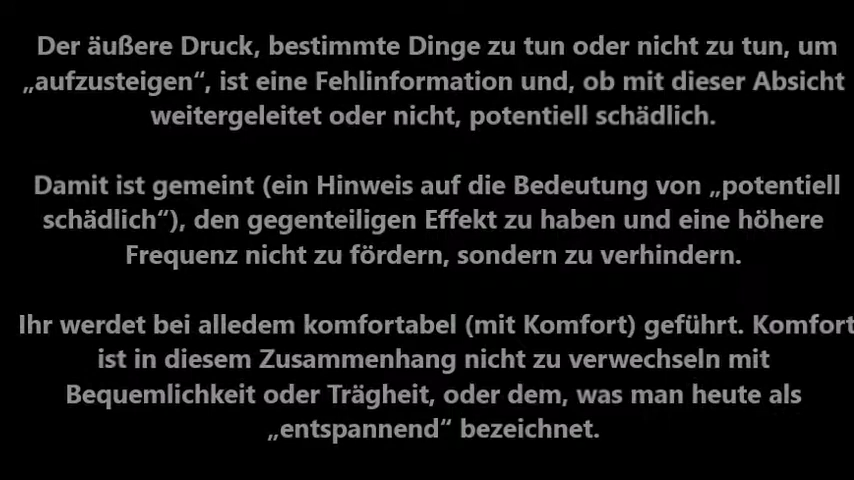 Der äußere Druck, bestimmte Dinge zu tun oder nicht zu tun, um
„aufzusteigen“, ist eine Fehlinformation und, ob mit dieser Absicht
weitergeleitet oder nicht, potentiell schädlich.
Damit ist gemeint (ein Hinweis auf die Bedeutung von „potentiell
schädlich“), den gegenteiligen Effekt zu haben und eine höhere
Frequenz nicht zu fördern, sondern zu verhindern.
Ihr werdet bei alledem komfortabel (mit Komfort) geführt. Komfort
ist in diesem Zusammenhang nicht zu verwechseln mit
Bequemlichkeit oder Trägheit, oder dem, was man heute als
„entspannend“ bezeichnet.